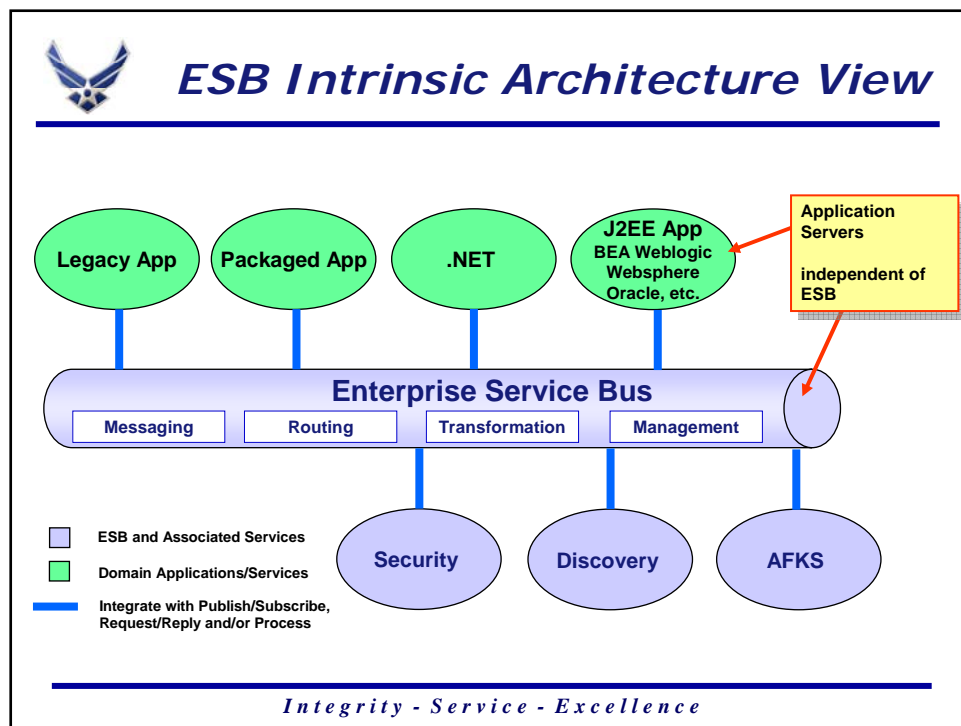 ESB Intrinsic Architecture View
Legacy App
Packaged App
.NET
J2EE App
BEA Weblogic
Websphere
Oracle, etc.
Application
Servers
independent of
ESB
Enterprise Service Bus
Messaging
Routing
Transformation
Management
Security
Discovery
AFKS
ESB and Associated Services
Domain Applications/Services
Integrate with Publish/Subscribe,
Request/Reply and/or Process
Integrity - Service - Excellence